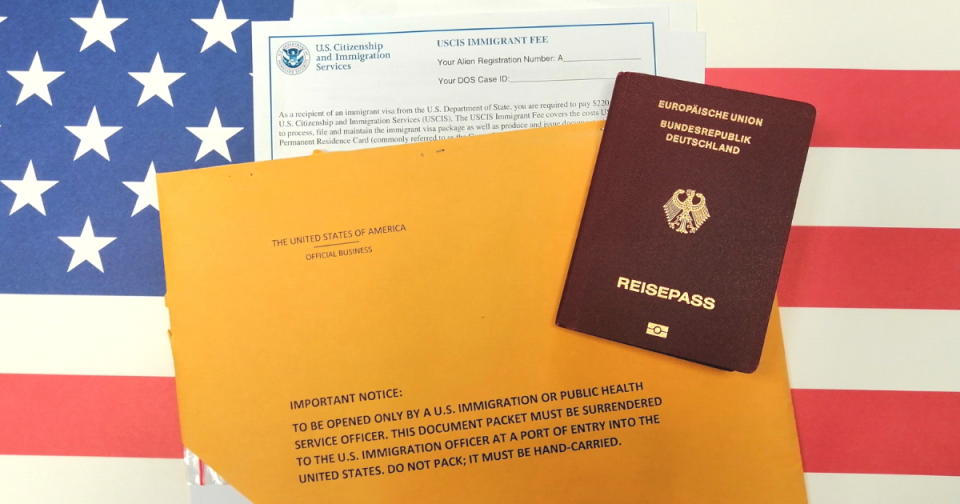 U.S. Citizenship
and Immigration
Services
USCIS IMMIGRANT FEE
Your Alien Registration Number: A
Your DOS Case ID:
As a recipient of an immigrant visa from the U.S. Department of State, you are required to pay $220
U.S. Citizenship and Immigration Services (USCIS). The USCIS Immigrant Fee covers the costs
to process, file and maintain the immigrant visa package as well as produce and issue
Permanent Residence Card (commonly referred to as the
EUROPÄISCHE UNION
BUNDESREPUBLIK
DEUTSCHLAND
REISEPASS
THE UNITED STATES OF AMERICA
OFFICIAL BUSINESS
IMPORTANT NOTICE:
TO BE OPENED ONLY BY A U.S. IMMIGRATION OR PUBLIC HEALTH
SERVICE OFFICER. THIS DOCUMENT PACKET MUST BE SURRENDERED
TO THE U.S. IMMIGRATION OFFICER AT A PORT OF ENTRY INTO THE
UNITED STATES. DO NOT PACK; IT MUST BE HAND-CARRIED.